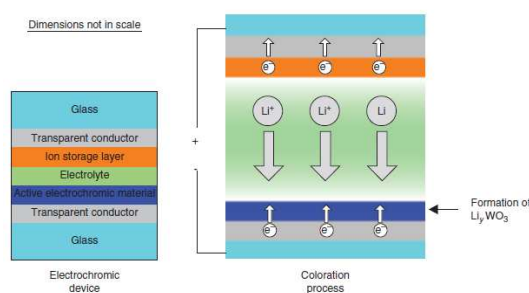 Dimensions not in scale
Glass
Transparent conductor
Ion storage layer
Electrolyte
Active electrochromic material
Transparent conductor
Glass
Electrochromic
device
+
-
e⁻ e⁻ e⁻
Li⁺ Li⁺ Li
e⁻ e⁻ e⁻
Coloration
process
Formation of
LiyWO₃